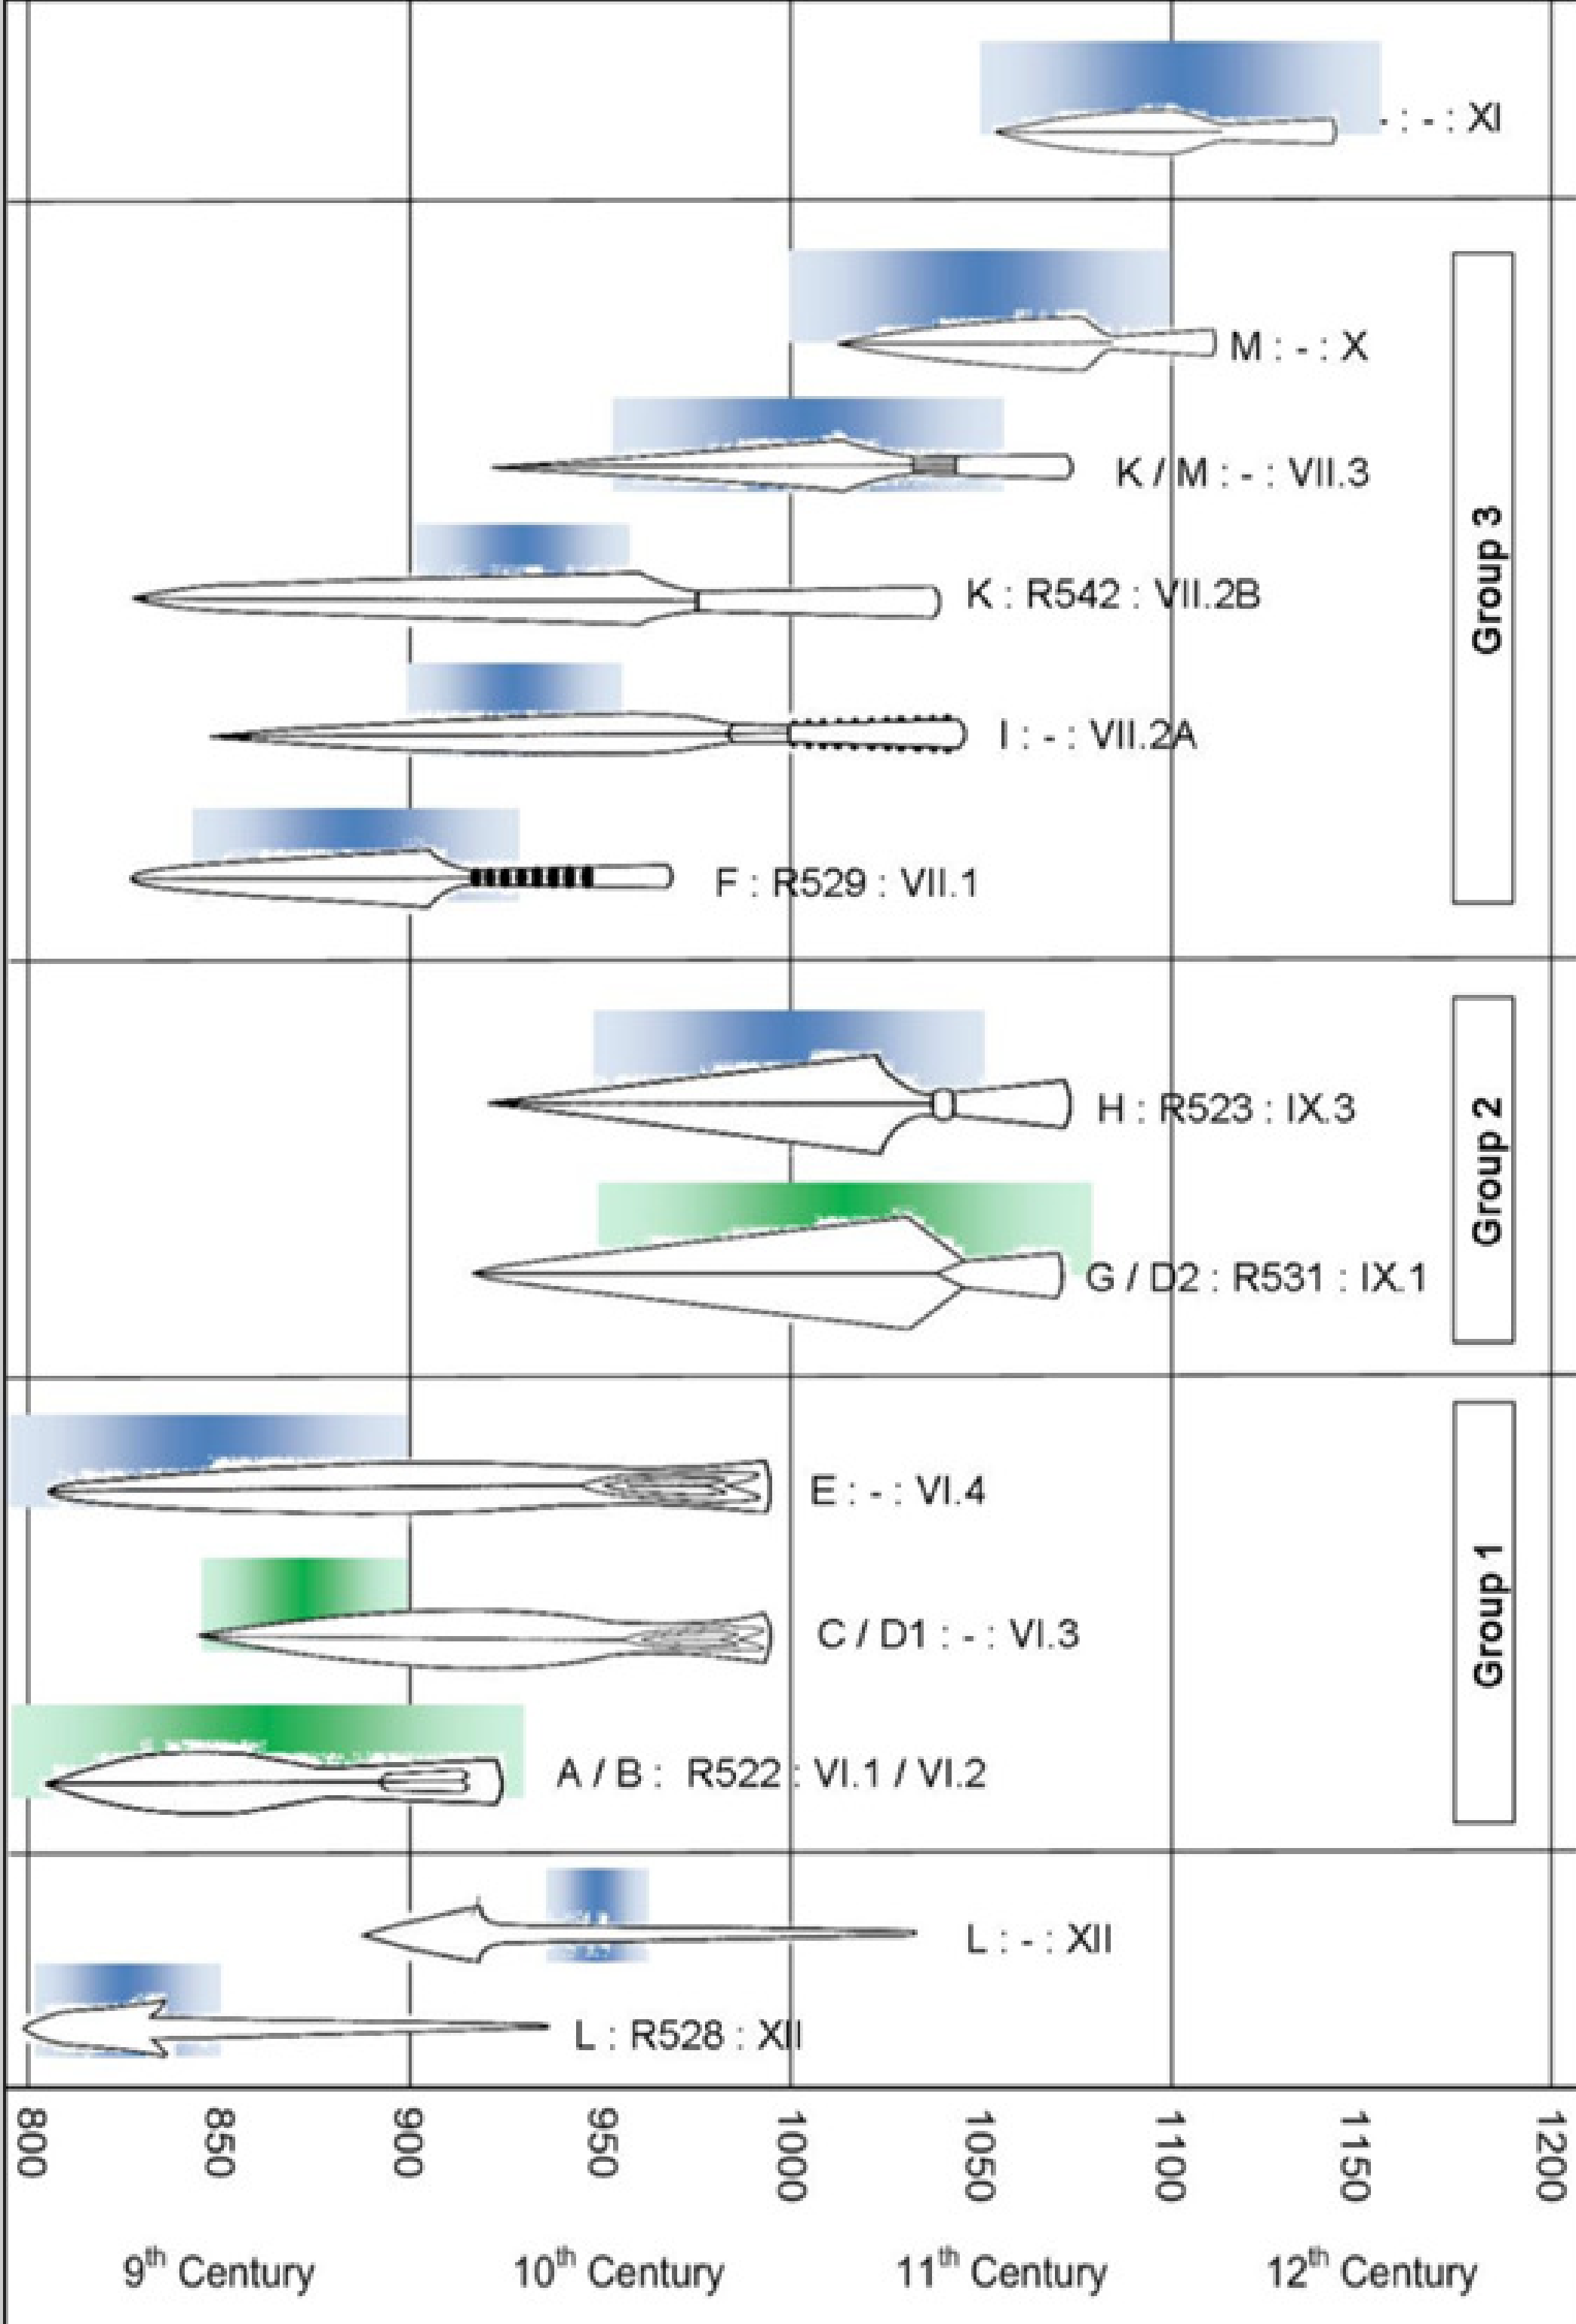 - : - : XI
M : - : X
K / M : - : VII.3
K : R542 : VII.2B
I : - : VII.2A
F : R529 : VII.1
Group 3
H : R523 : IX.3
G / D2 : R531 : IX.1
Group 2
E : - : VI.4
C / D1 : - : VI.3
A / B : R522 : VI.1 / VI.2
Group 1
L : - : XII
L : R528 : XII
800 850 900 950 1000 1050 1100 1150 1200
9th Century 10th Century 11th Century 12th Century